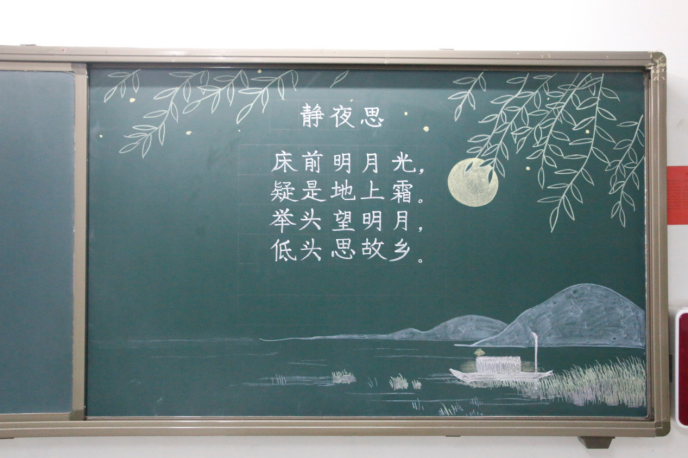 静夜思
床前明月光，
疑是地上霜。
举头望明月，
低头思故乡。